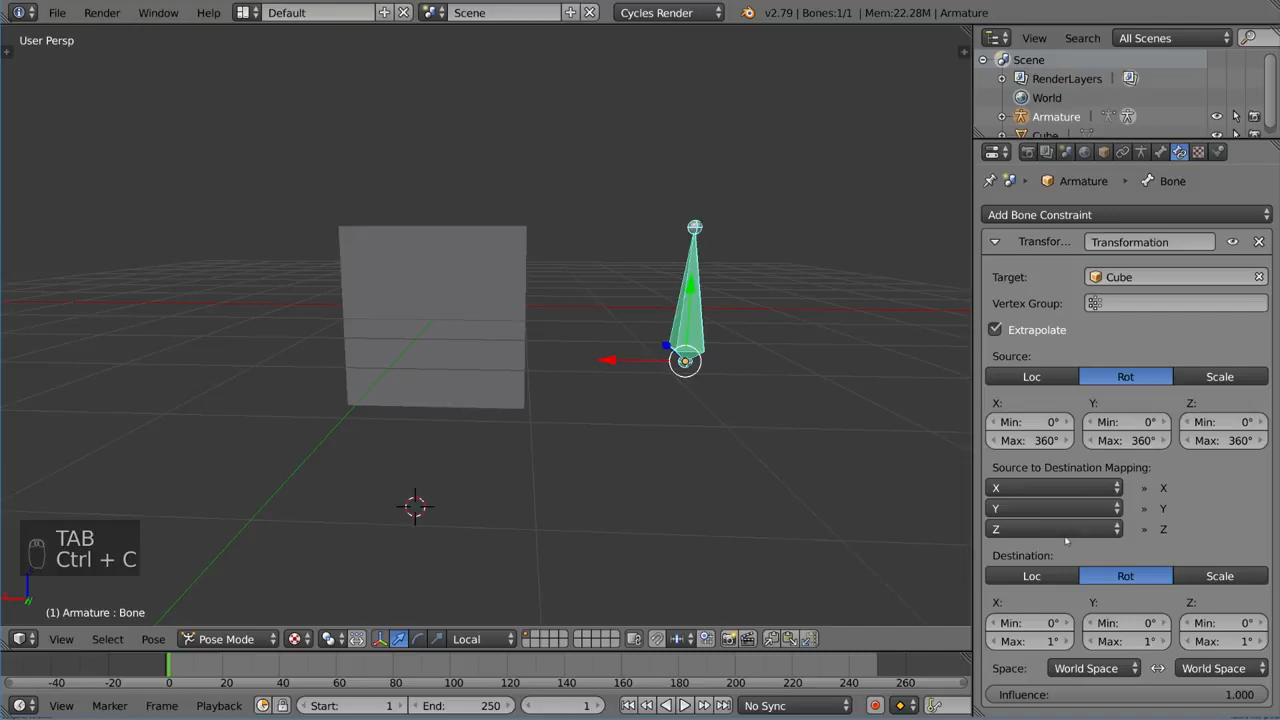 File Render Window Help Default Scene Cycles Render v2.79 | Bones:1/1 | Mem:22.28M | Armature
User Persp
View Search All Scenes
Scene
RenderLayers
World
Armature
Cube
Armature Bone
Add Bone Constraint
Transfor... Transformation
Target: Cube
Vertex Group:
Extrapolate
Source:
Loc Rot Scale
X: Y: Z:
Min: 0° Min: 0° Min: 0°
Max: 360° Max: 360° Max: 360°
Source to Destination Mapping:
X » X
Y » Y
Z » Z
Destination:
Loc Rot Scale
X: Y: Z:
Min: 0° Min: 0° Min: 0°
Max: 1° Max: 1° Max: 1°
Space: World Space World Space
Influence: 1.000
TAB
Ctrl + C
(1) Armature : Bone
View Select Pose Pose Mode Local
-40 -20 0 20 40 60 80 100 120 140 160 180 200 220 240 260
View Marker Frame Playback Start: 1 End: 250 1 No Sync